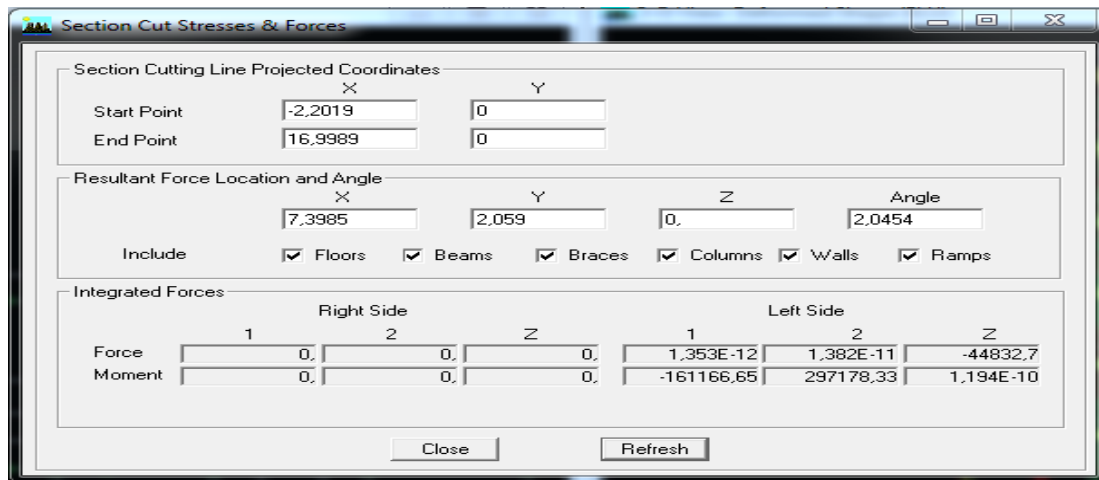 Section Cut Stresses & Forces
Section Cutting Line Projected Coordinates
X Y
Start Point -2,2019 0
End Point 16,9989 0
Resultant Force Location and Angle
X Y Z Angle
7,3985 2,059 0, 2,0454
Include Floors Beams Braces Columns Walls Ramps
Integrated Forces
Right Side Left Side
1 2 Z 1 2 Z
Force 0, 0, 0, 1,353E-12 1,382E-11 -44832,7
Moment 0, 0, 0, -161166,65 297178,33 1,194E-10
Close Refresh